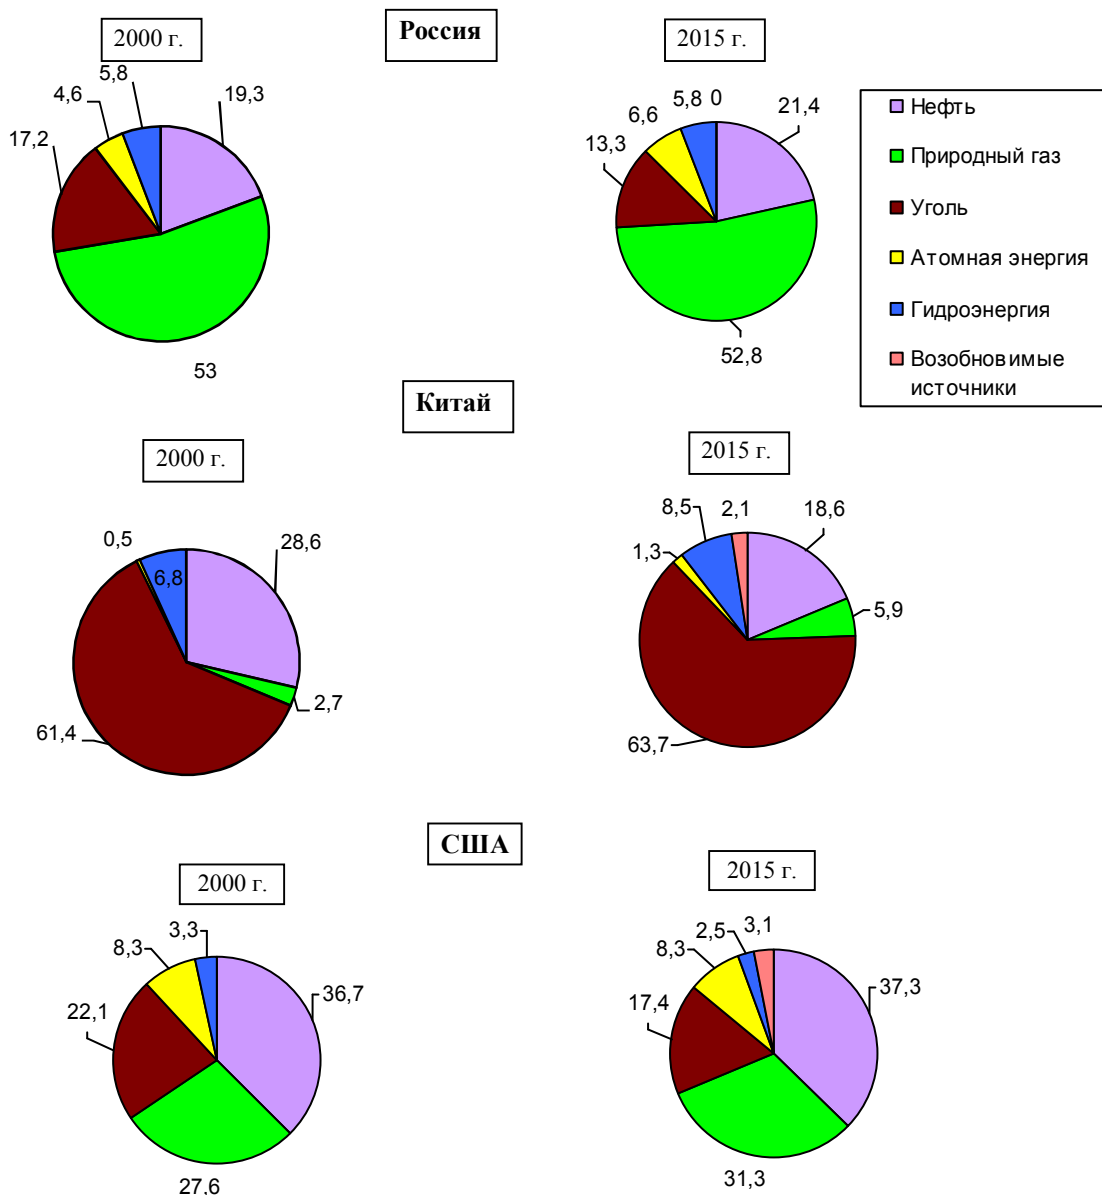 Россия
2000 г.
5,8
4,6
19,3
17,2
53
2015 г.
5,8 0
6,6
21,4
13,3
52,8
Нефть
Природный газ
Уголь
Атомная энергия
Гидроэнергия
Возобновимые
источники
Китай
2000 г.
0,5
28,6
6,8
2,7
61,4
2015 г.
8,5
2,1
18,6
1,3
5,9
63,7
США
2000 г.
3,3
8,3
36,7
22,1
27,6
2015 г.
3,1
2,5
8,3
37,3
17,4
31,3